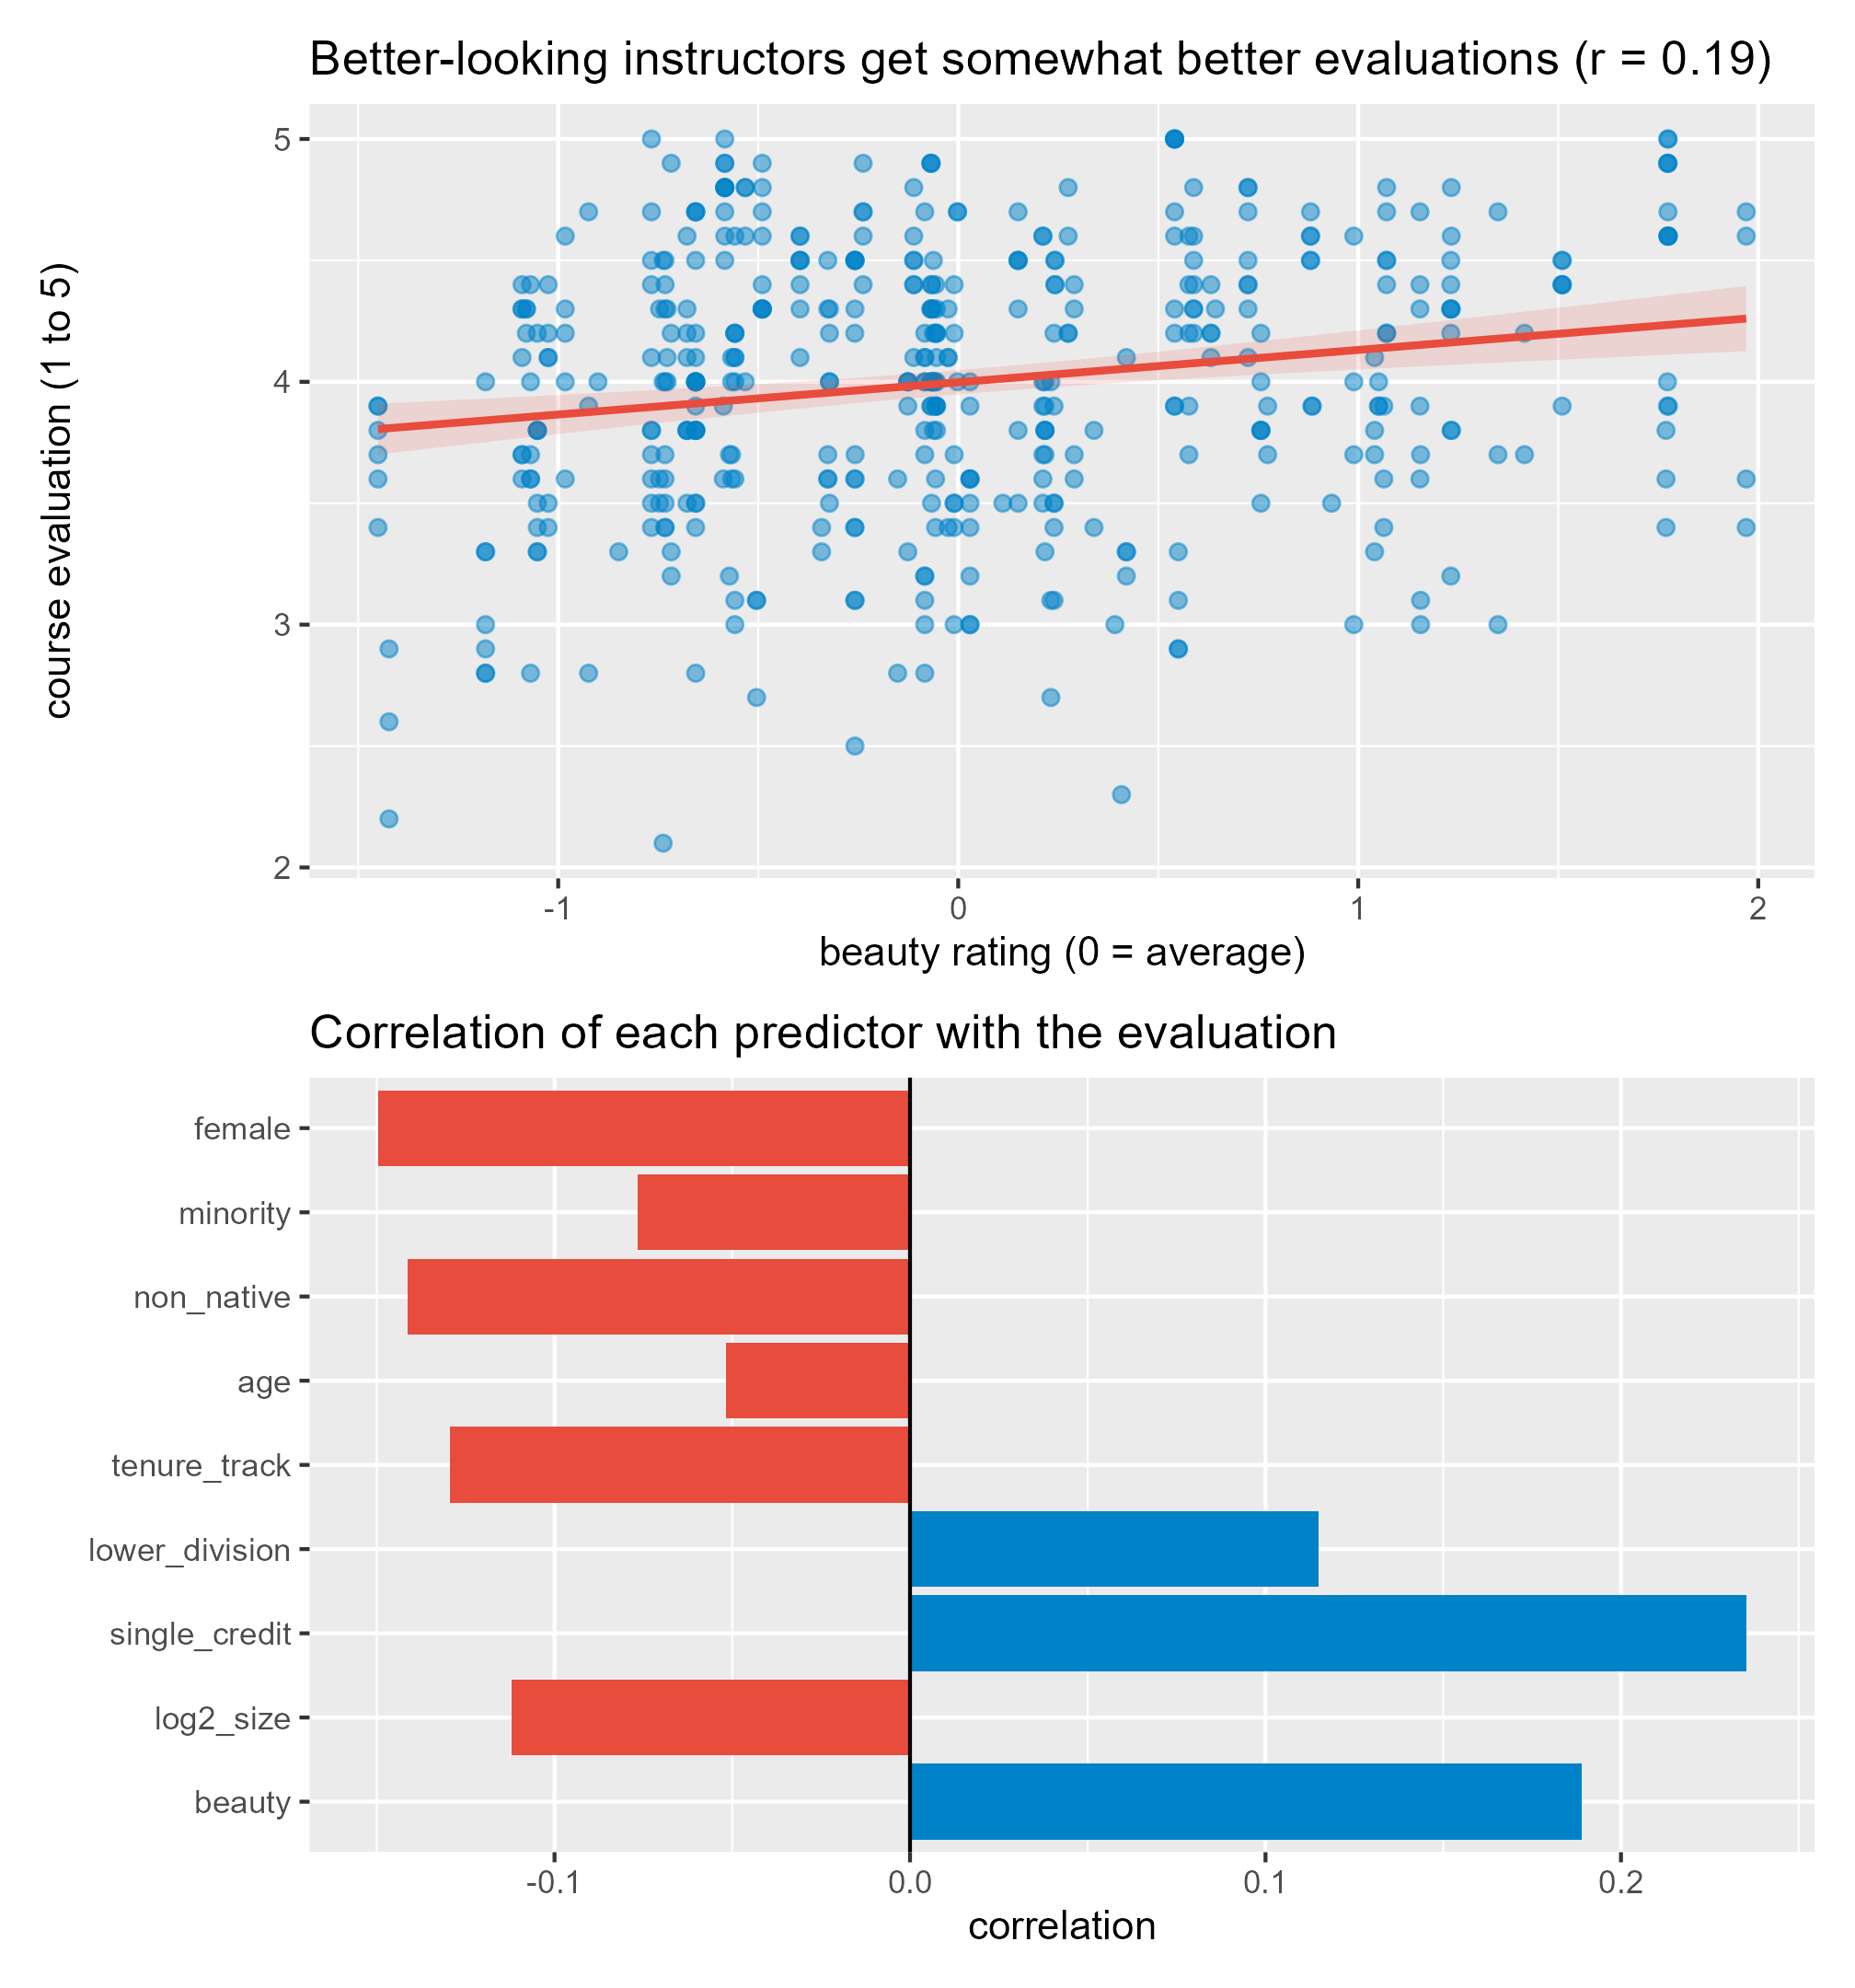 Better-looking instructors get somewhat better evaluations (r = 0.19)
course evaluation (1 to 5)
5
4
3
2
-1
0
1
2
beauty rating (0 = average)
Correlation of each predictor with the evaluation
female
minority
non_native
age
tenure_track
lower_division
single_credit
log2_size
beauty
-0.1
0.0
0.1
0.2
correlation